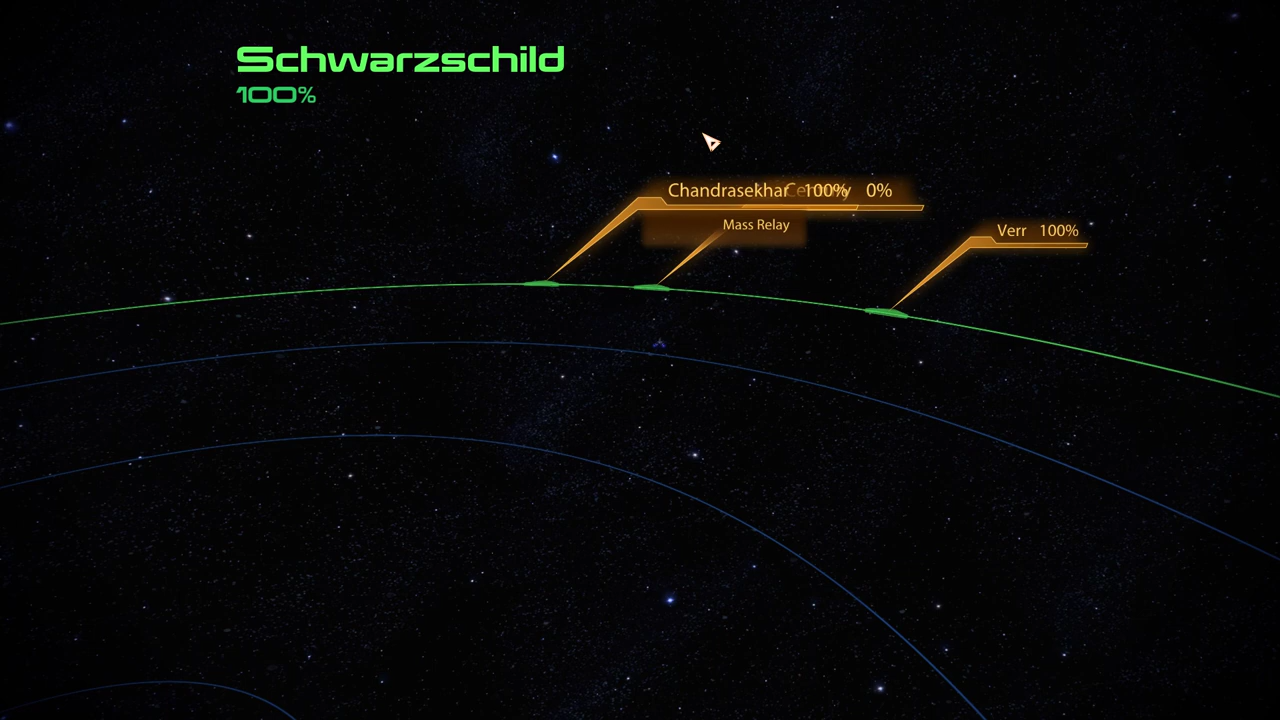 Schwarzschild
100%
Chandrasekhar 100% 0%
Mass Relay
Verr 100%